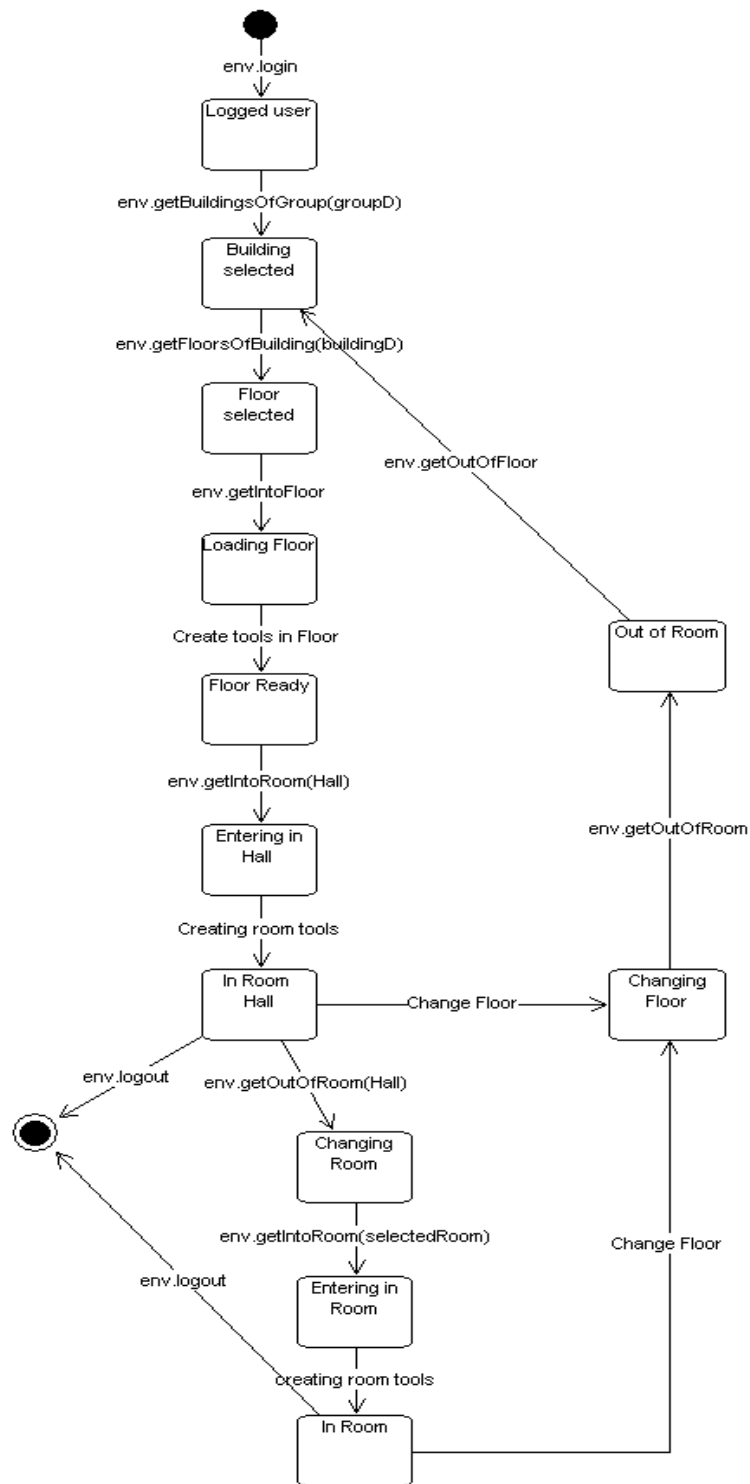 env.login
Logged user
env.getBuildingsOfGroup(groupD)
Building
selected
env.getFloorsOfBuilding(buildingD)
Floor
selected
env.getOutOfFloor
env.getIntoFloor
Loading Floor
Create tools in Floor
Out of Room
Floor Ready
env.getIntoRoom(Hall)
env.getOutOfRoom
Entering in
Hall
Creating room tools
In Room
Hall
Change Floor
Changing
Floor
env.logout
env.getOutOfRoom(Hall)
Changing
Room
env.getIntoRoom(selectedRoom)
Change Floor
env.logout
Entering in
Room
creating room tools
In Room